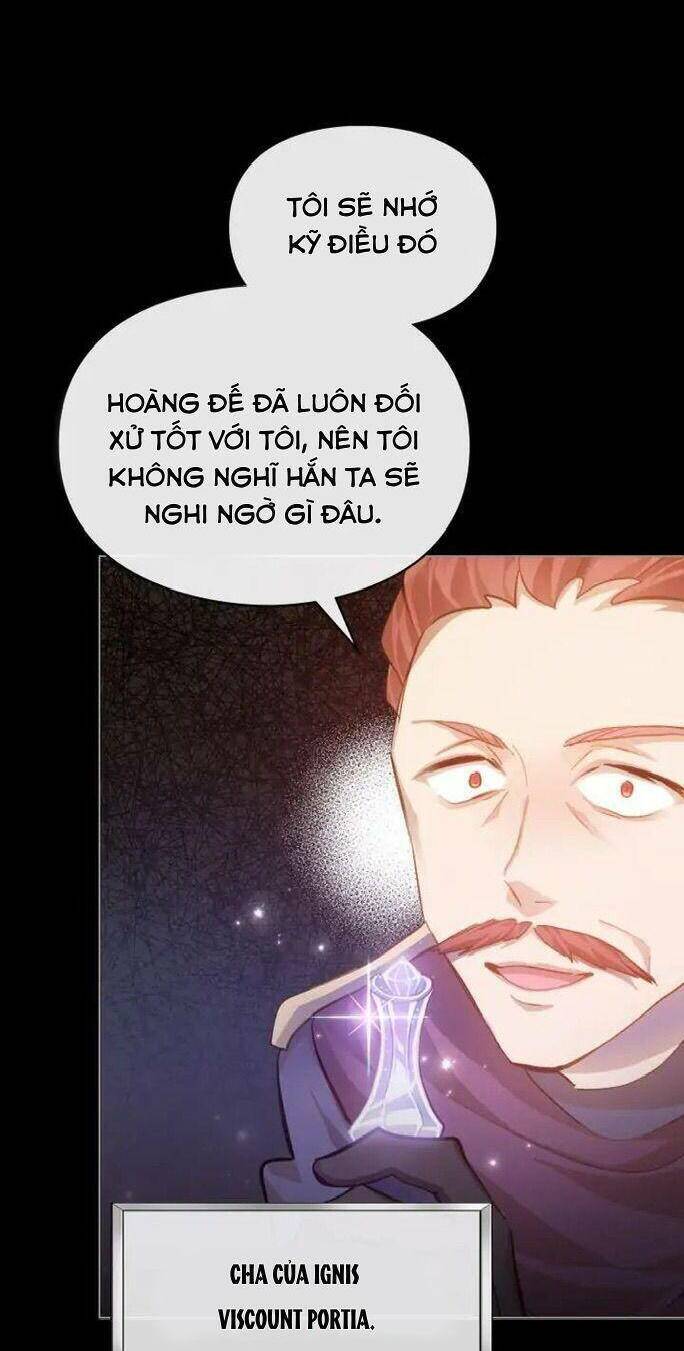 TÔI SẼ NHỚ
KỸ ĐIỀU ĐÓ
HOÀNG ĐẾ ĐÃ LUÔN ĐỐI
XỬ TỐT VỚI TÔI, NÊN TÔI
KHÔNG NGHĨ HẮN TA SẼ
NGHI NGỜ GÌ ĐÂU.
CHA CỦA IGNIS
VISCOUNT PORTIA.